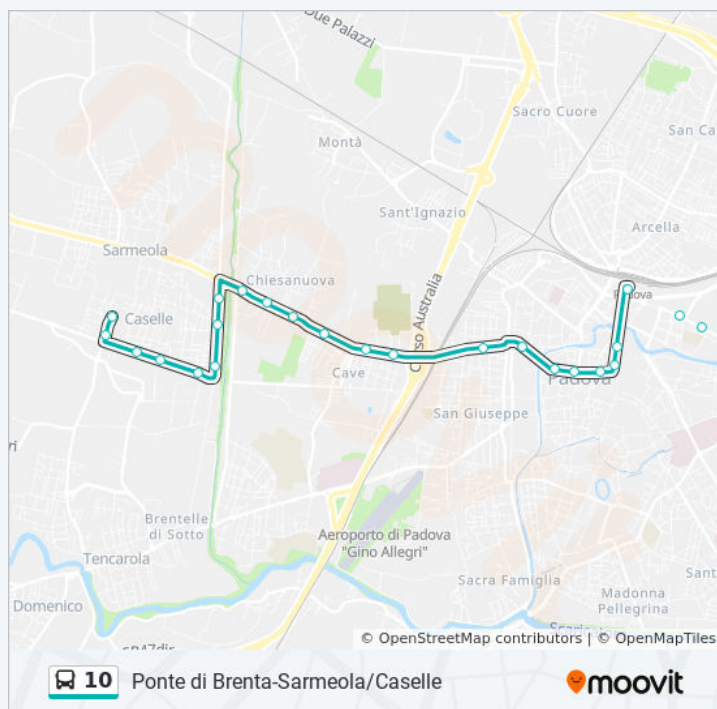 Due Palazzi
Sacro Cuore
San Ca
Montà
Sant'Ignazio
Arcella
Sarmeola
Chiesanuova
Padova
Caselle
so Australia
Cave
Padova
San Giuseppe
ri
Brentelle
di Sotto
Aeroporto di Padova
"Gino Allegri"
Tencarola
Sacra Famiglia
Sant
Domenico
Madonna
Pellegrina
© OpenStreetMap contributors | © OpenMapTiles
10 Ponte di Brenta-Sarmeola/Caselle
moovit